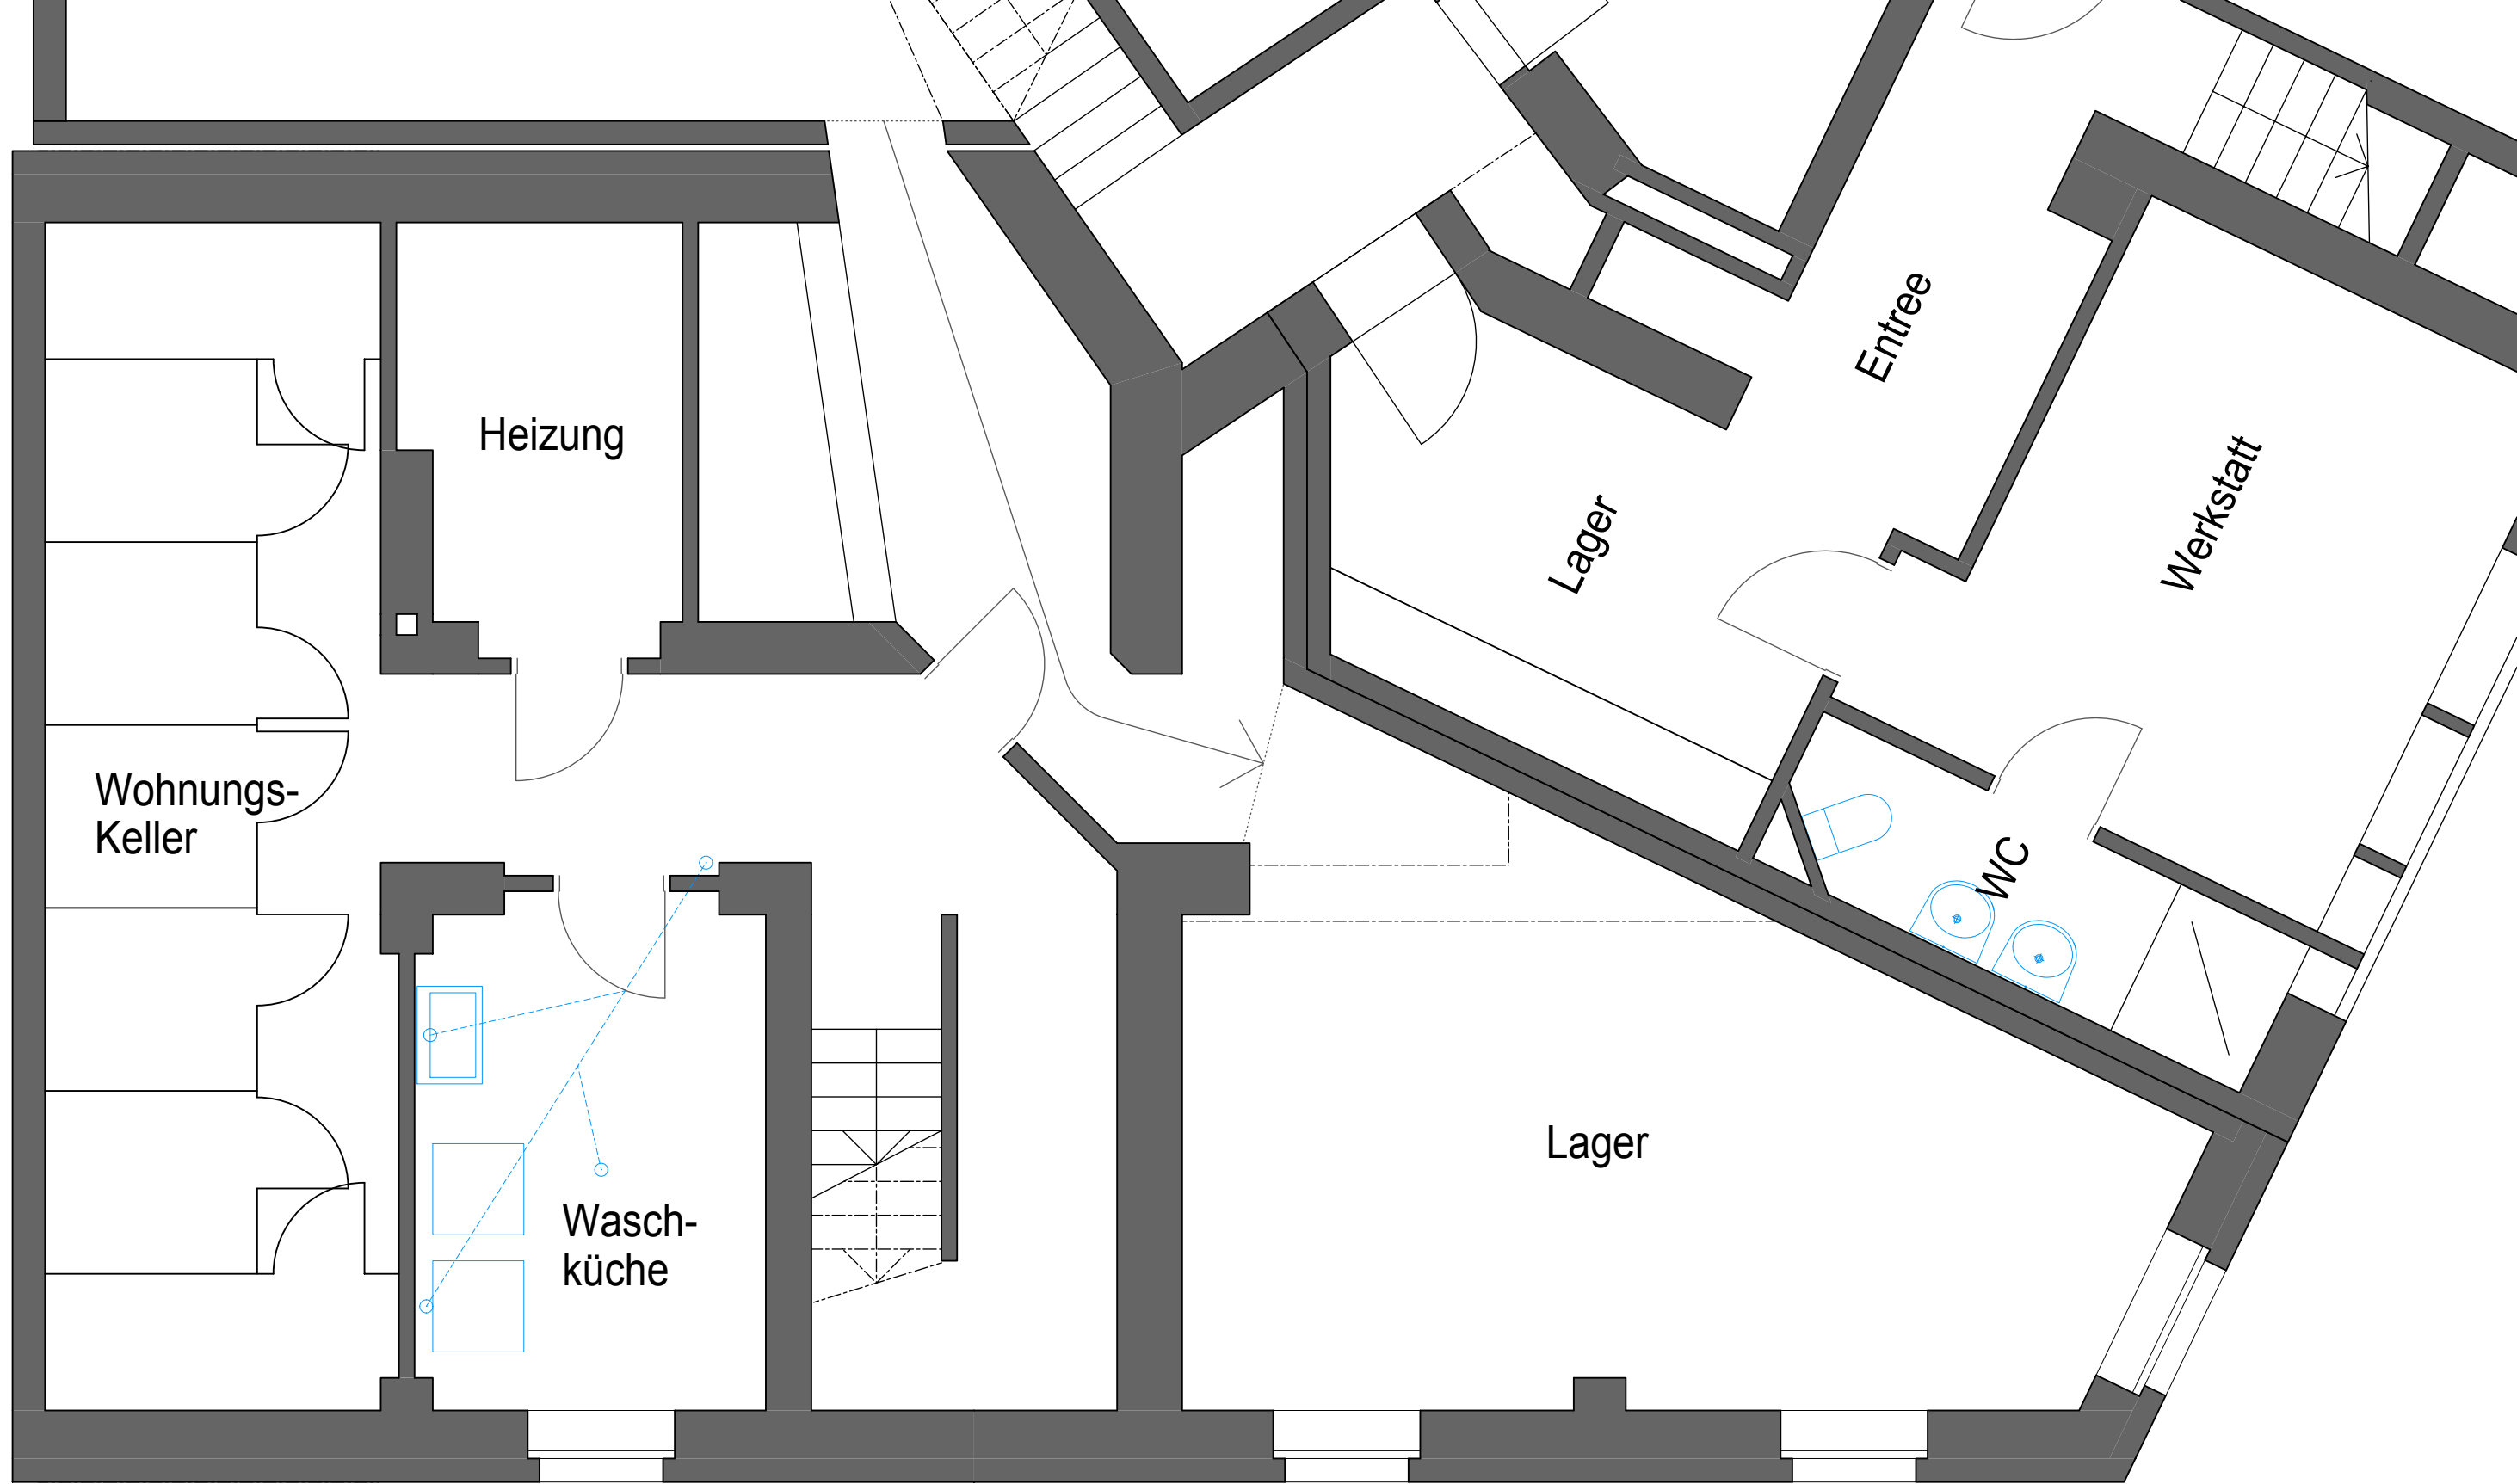 Heizung
Entree
Lager
Werkstatt
Wohnungs-
Keller
WC
Lager
Wasch-
küche